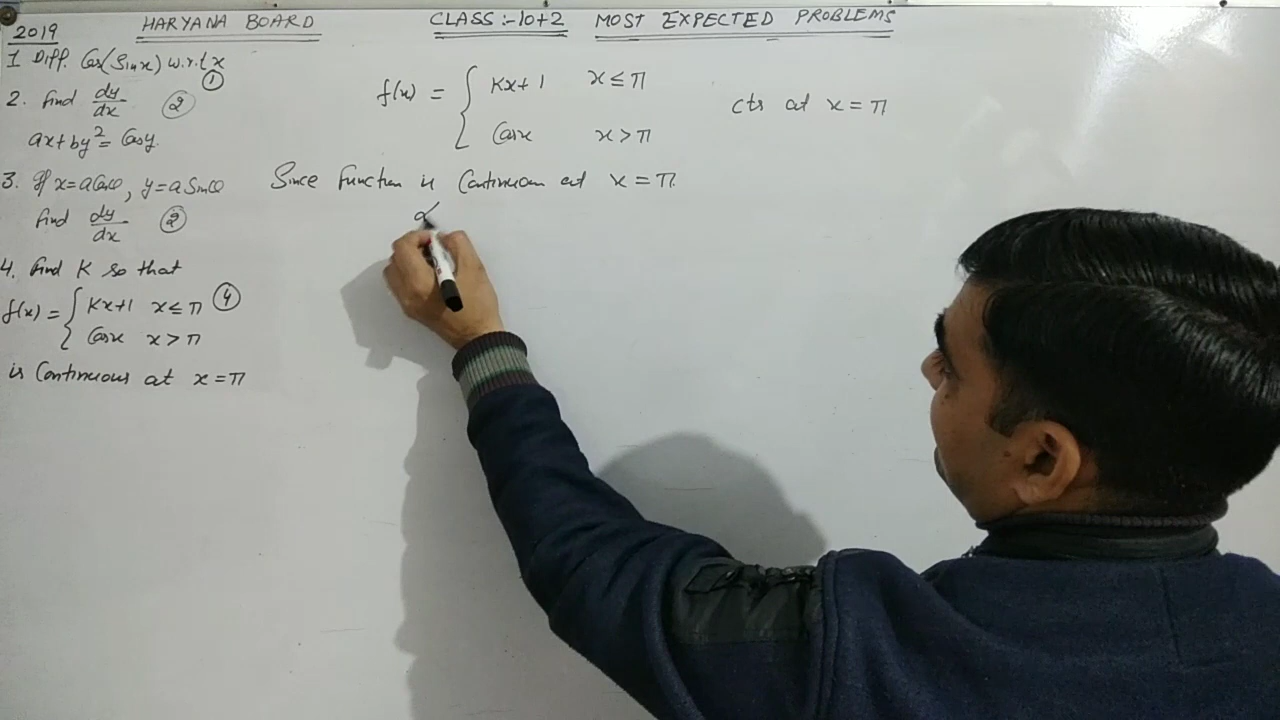 2019 HARYANA BOARD CLASS :- 10+2 MOST EXPECTED PROBLEMS
1 Diff. Cos(Sinx) w.r.t x ①
2. Find dy/dx ②
ax+by²= Cosy.
3. If x=aCosθ, y=aSinθ
Find dy/dx ②
4. Find K so that
f(x) = { Kx+1 x ≤ π ④
Cosx x > π
is Continuous at x = π
f(x) = { Kx+1 x ≤ π
Cosx x > π
cts at x = π
Since Function is Continuous at x = π.